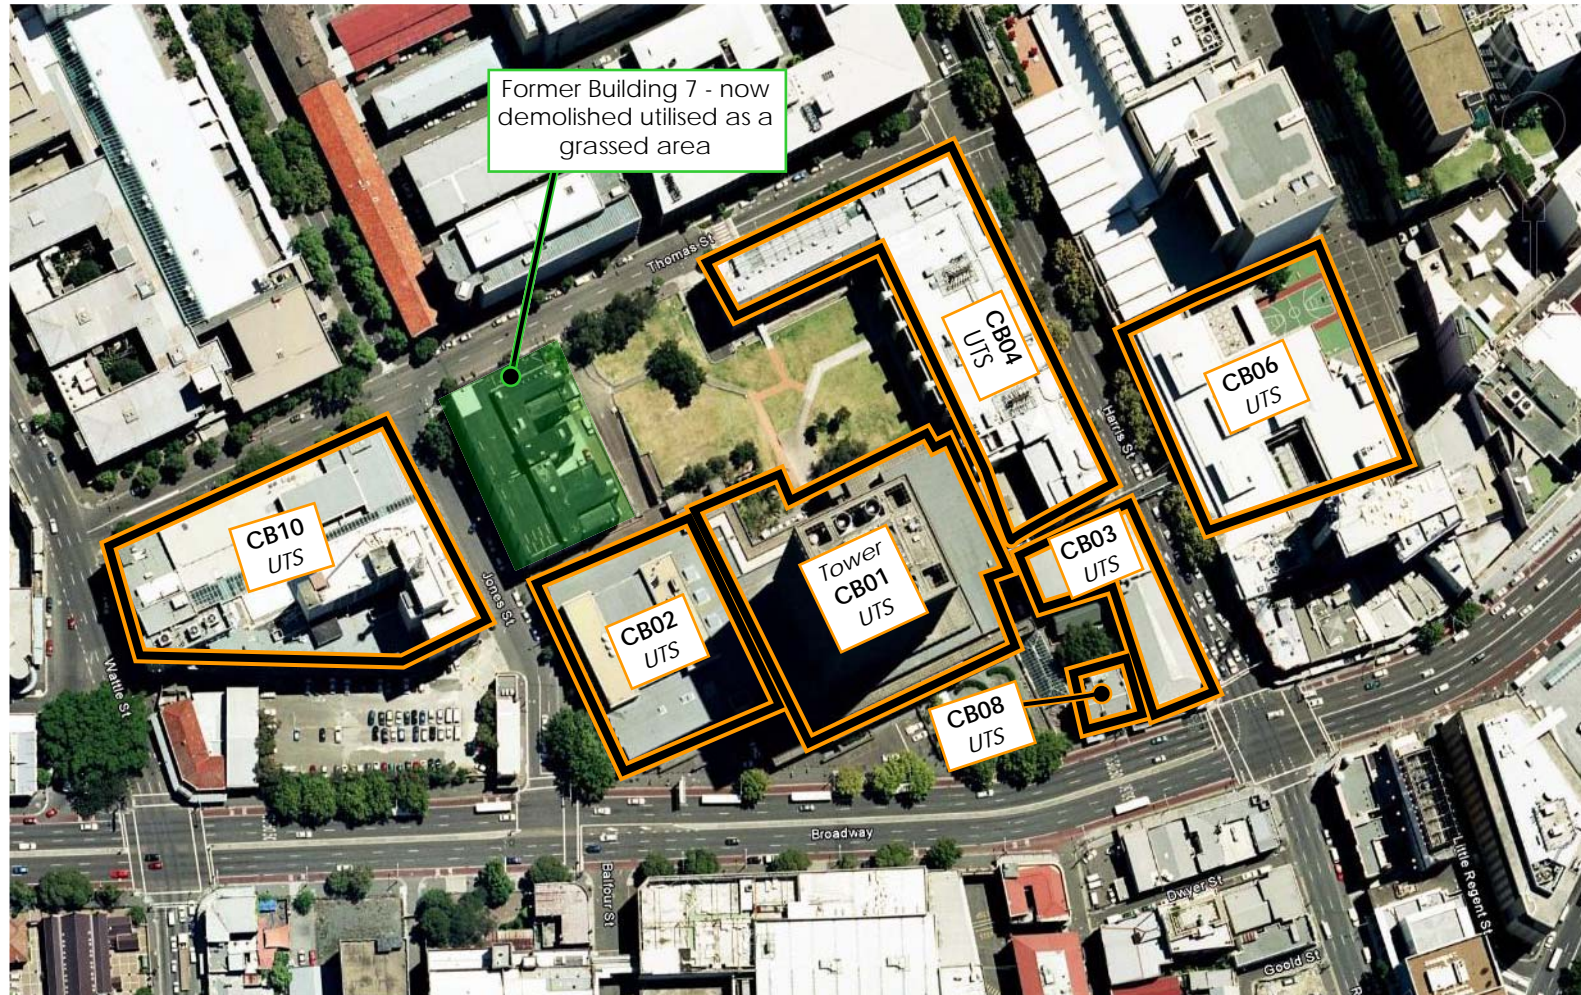 Former Building 7 - now
demolished utilised as a
grassed area
Thomas St
CB04
UTS
CB06
UTS
Harris St
CB10
UTS
Tower
CB01
UTS
CB03
UTS
Jones St
CB02
UTS
Wattle St
CB08
UTS
Broadway
Balfour St
Dwyer St
Little Regent St
Goold St
R